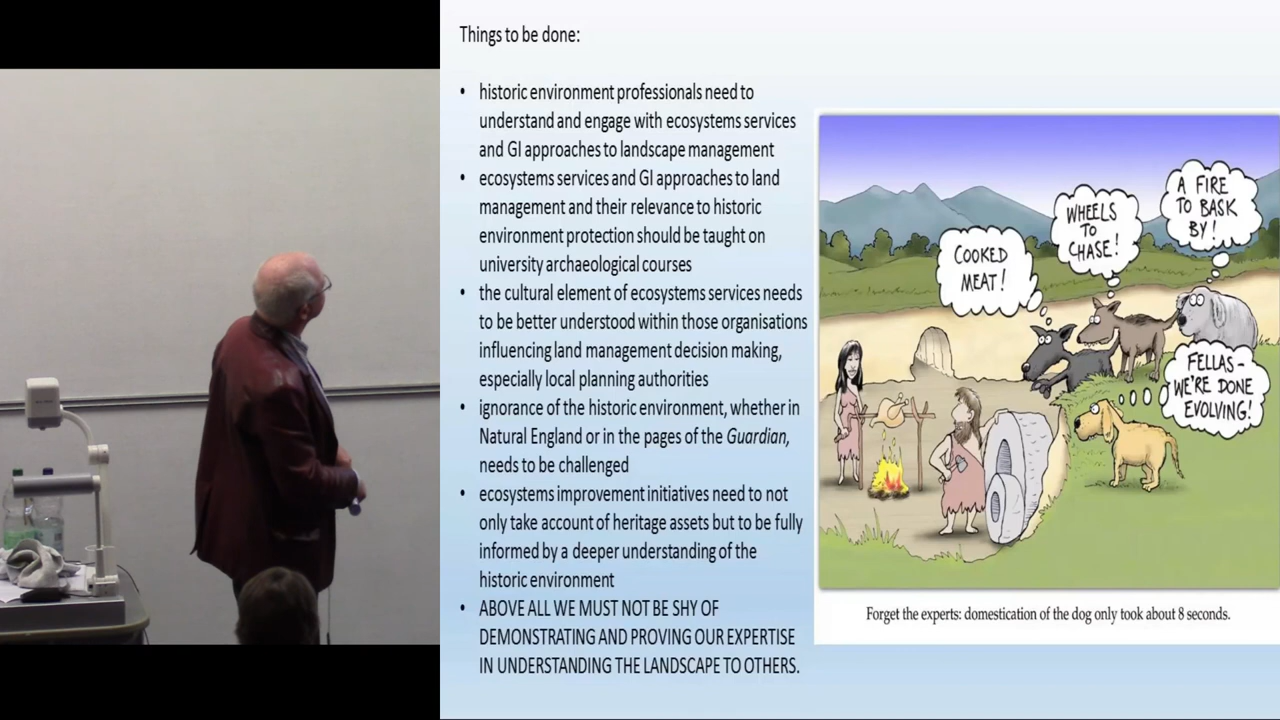 Things to be done:
• historic environment professionals need to
understand and engage with ecosystems services
and GI approaches to landscape management
• ecosystems services and GI approaches to land
management and their relevance to historic
environment protection should be taught on
university archaeological courses
• the cultural element of ecosystems services needs
to be better understood within those organisations
influencing land management decision making,
especially local planning authorities
• ignorance of the historic environment, whether in
Natural England or in the pages of the Guardian,
needs to be challenged
• ecosystems improvement initiatives need to not
only take account of heritage assets but to be fully
informed by a deeper understanding of the
historic environment
• ABOVE ALL WE MUST NOT BE SHY OF
DEMONSTRATING AND PROVING OUR EXPERTISE
IN UNDERSTANDING THE LANDSCAPE TO OTHERS.
COOKED
MEAT!
WHEELS
TO
CHASE!
A FIRE
TO BASK
BY!
FELLAS-
WE'RE DONE
EVOLVING!
Forget the experts: domestication of the dog only took about 8 seconds.